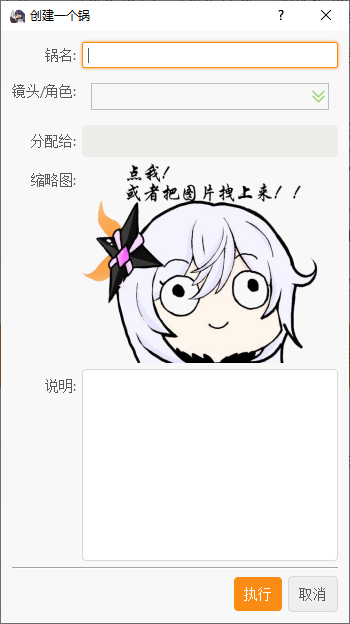 创建一个锅
?
锅名:
镜头/角色:
分配给:
缩略图:
点我!
或者把图片拽上来!!
说明:
执行
取消